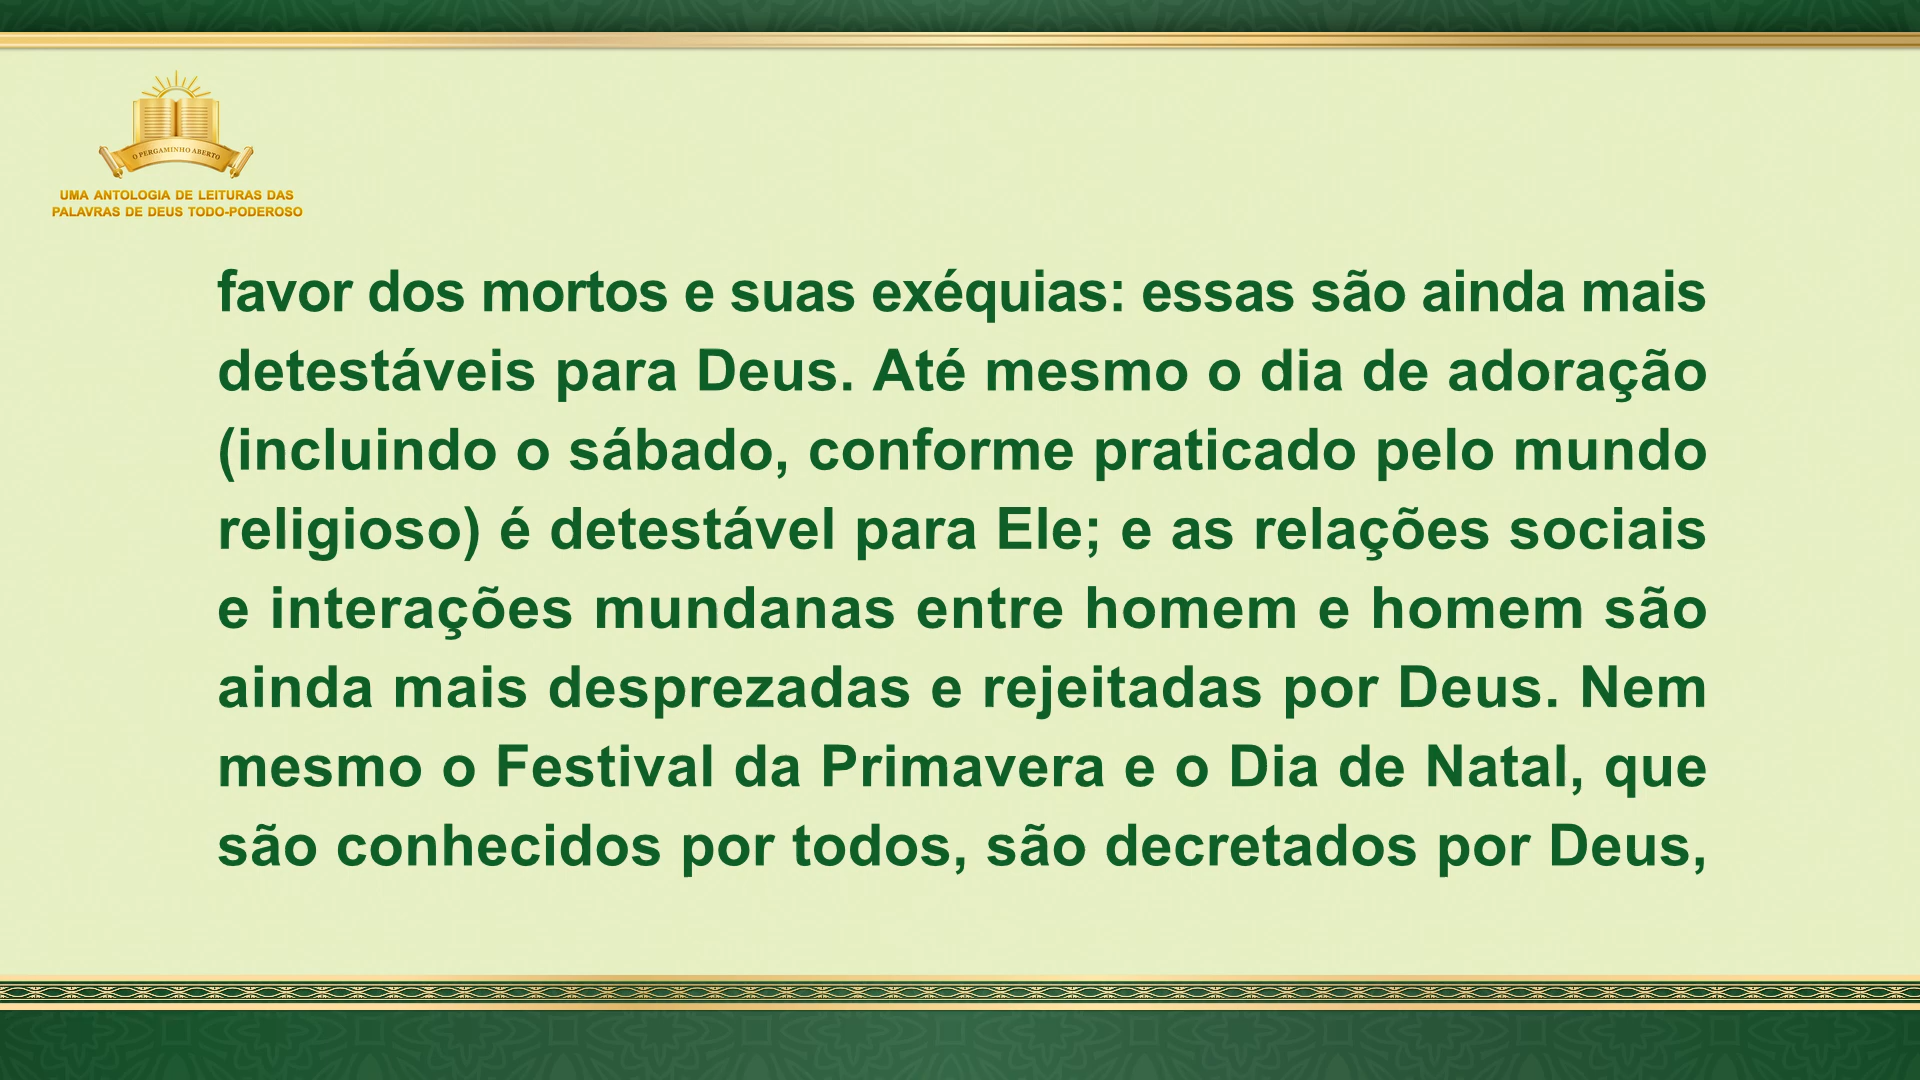 O PERGAMINHO ABERTO
UMA ANTOLOGIA DE LEITURAS DAS
PALAVRAS DE DEUS TODO-PODEROSO
favor dos mortos e suas exéquias: essas são ainda mais
detestáveis para Deus. Até mesmo o dia de adoração
(incluindo o sábado, conforme praticado pelo mundo
religioso) é detestável para Ele; e as relações sociais
e interações mundanas entre homem e homem são
ainda mais desprezadas e rejeitadas por Deus. Nem
mesmo o Festival da Primavera e o Dia de Natal, que
são conhecidos por todos, são decretados por Deus,